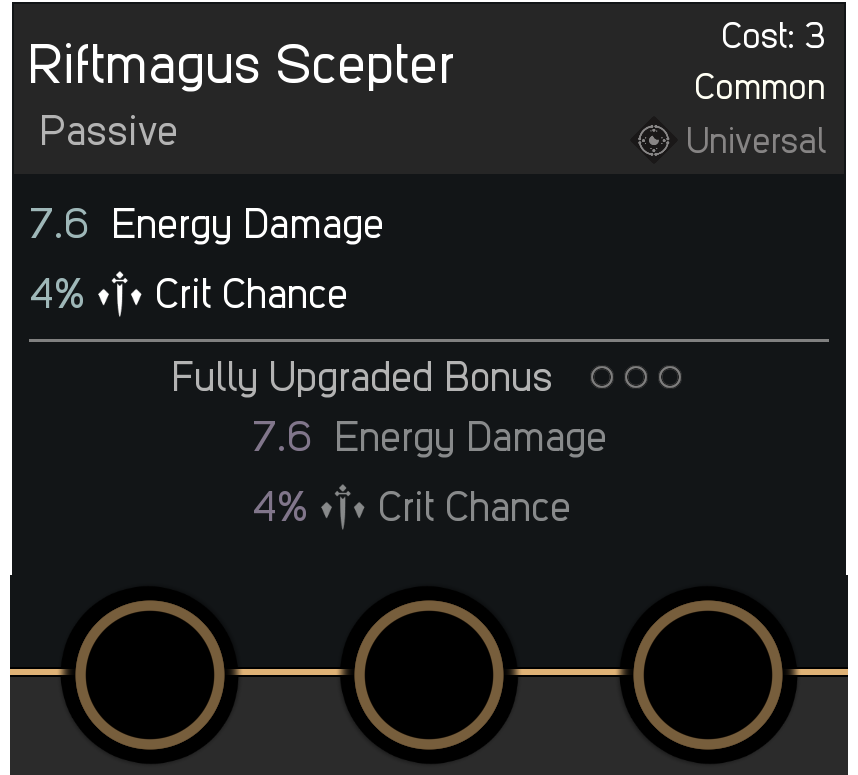 Riftmagus Scepter
Passive
Cost: 3
Common
Universal
7.6 Energy Damage
4% Crit Chance
Fully Upgraded Bonus
7.6 Energy Damage
4% Crit Chance